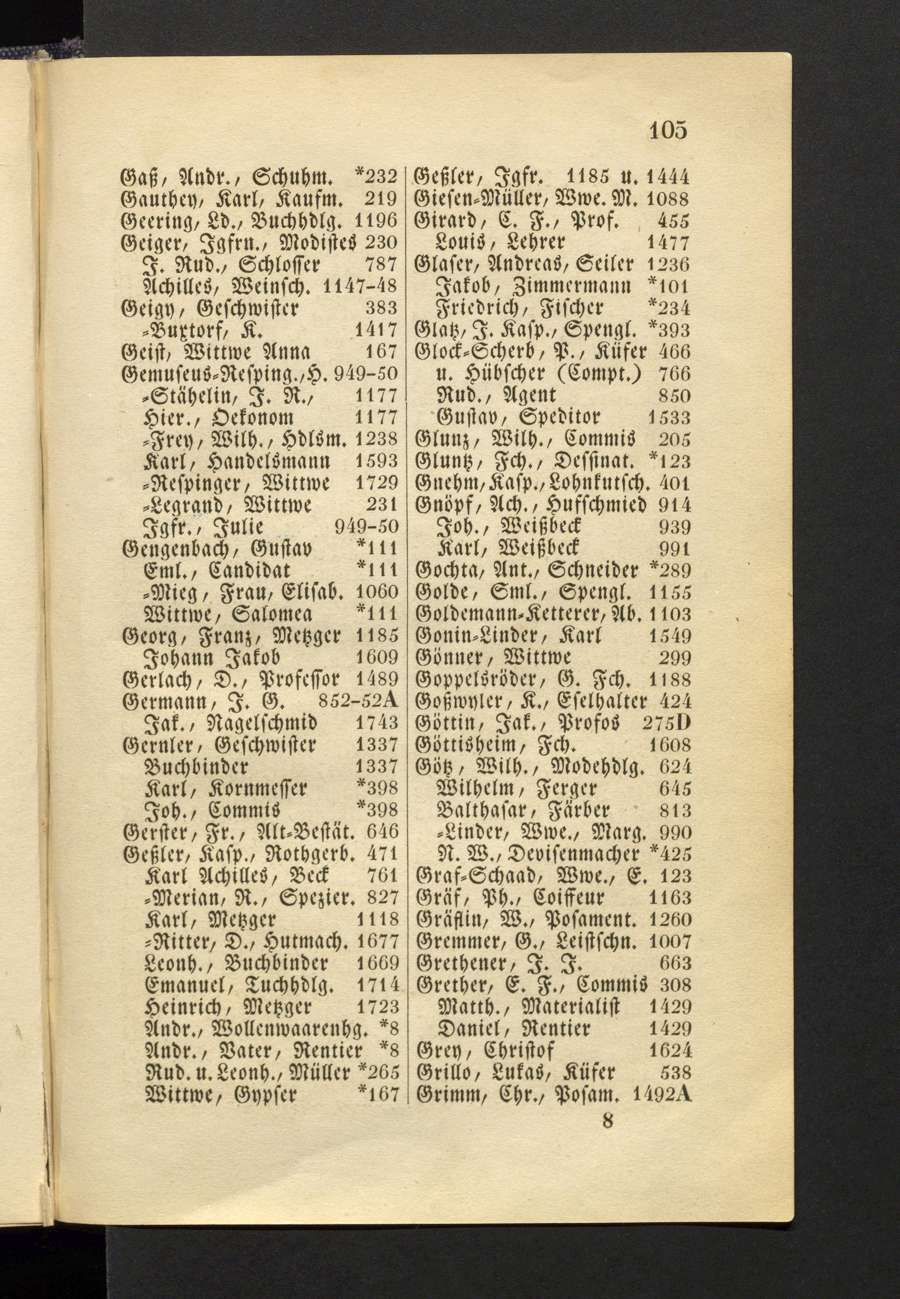 105
Gaß, Andr., Schuhm. *232
Gauthey, Karl, Kaufm. 219
Geering, Ld., Buchhdlg. 1196
Geiger, Jgfrn., Modistes 230
J. Rud., Schlosser 787
Achilles, Weinsch. 1147-48
Geigy, Geschwister 383
-Buxtorf, K. 1417
Geist, Wittwe Anna 167
Gemuseus-Resping., H. 949-50
-Stähelin, J. R., 1177
Hier., Oekonom 1177
-Frey, Wilh., Hdlsm. 1238
Karl, Handelsmann 1593
-Respinger, Wittwe 1729
-Legrand, Wittwe 231
Jgfr., Julie 949-50
Gengenbach, Gustav *111
Eml., Candidat *111
-Mieg, Frau, Elisab. 1060
Wittwe, Salomea *111
Georg, Franz, Metzger 1185
Johann Jakob 1609
Gerlach, D., Professor 1489
Germann, J. G. 852-52A
Jak., Nagelschmid 1743
Gernler, Geschwister 1337
Buchbinder 1337
Karl, Kornmesser *398
Joh., Commis *398
Gerster, Fr., Alt-Bestät. 646
Geßler, Kasp., Rothgerb. 471
Karl Achilles, Beck 761
-Merian, R., Spezier. 827
Karl, Metzger 1118
-Ritter, D., Hutmach. 1677
Leonh., Buchbinder 1669
Emanuel, Tuchhdlg. 1714
Heinrich, Metzger 1723
Andr., Wollenwaarenhg. *8
Andr., Vater, Rentier *8
Rud. u. Leonh., Müller *265
Wittwe, Gypser *167
Geßler, Jgfr. 1185 u. 1444
Giesen-Müller, Wwe. M. 1088
Girard, C. F., Prof. 455
Louis, Lehrer 1477
Glaser, Andreas, Seiler 1236
Jakob, Zimmermann *101
Friedrich, Fischer *234
Glatz, J. Kasp., Spengl. *393
Glock-Scherb, P., Küfer 466
u. Hübscher (Compt.) 766
Rud., Agent 850
Gustav, Speditor 1533
Glunz, Wilh., Commis 205
Gluntz, Fch., Dessinat. *123
Gnehm, Kasp., Lohnkutsch. 401
Gnöpf, Ach., Hufschmied 914
Joh., Weißbeck 939
Karl, Weißbeck 991
Gochta, Ant., Schneider *289
Golde, Sml., Spengl. 1155
Goldemann-Ketterer, Ab. 1103
Gonin-Linder, Karl 1549
Gönner, Wittwe 299
Goppelsröder, G. Fch. 1188
Goßwyler, K., Eselhalter 424
Göttin, Jak., Profos 275D
Göttisheim, Fch. 1608
Götz, Wilh., Modehdlg. 624
Wilhelm, Ferger 645
Balthasar, Färber 813
-Linder, Wwe., Marg. 990
N. W., Devisenmacher *425
Graf-Schaad, Wwe., E. 123
Gräf, Ph., Coiffeur 1163
Gräflin, W., Posament. 1260
Gremmer, G., Leistschn. 1007
Grethener, J. J. 663
Grether, E. F., Commis 308
Matth., Materialist 1429
Daniel, Rentier 1429
Grey, Christof 1624
Grillo, Lukas, Küfer 538
Grimm, Chr., Posam. 1492A
8